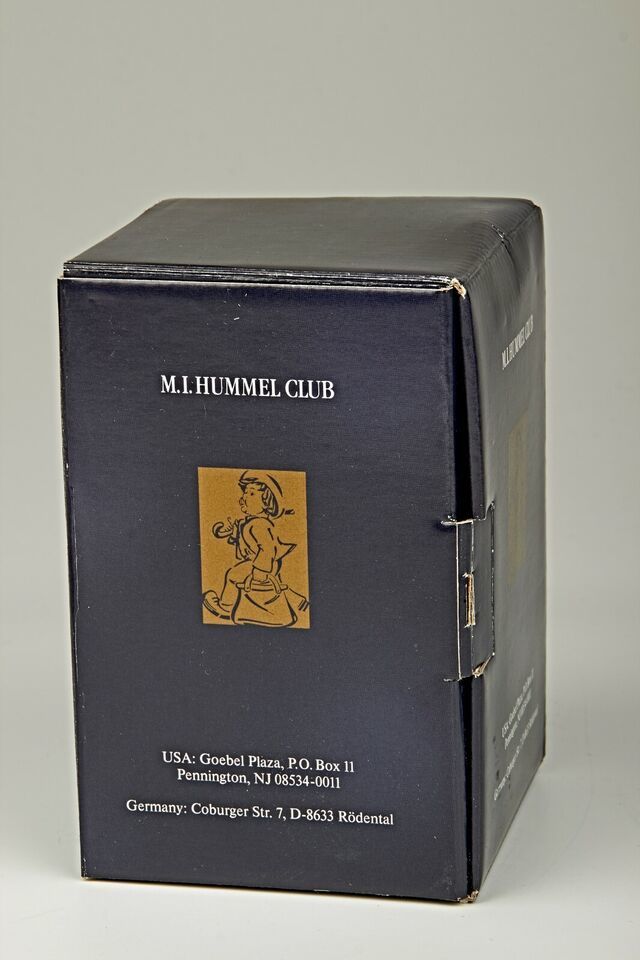 M.I. HUMMEL CLUB
USA: Goebel Plaza, P.O. Box 11
Pennington, NJ 08534-0011
Germany: Coburger Str. 7, D-8633 Rödental
M.I. HUMMEL CLUB